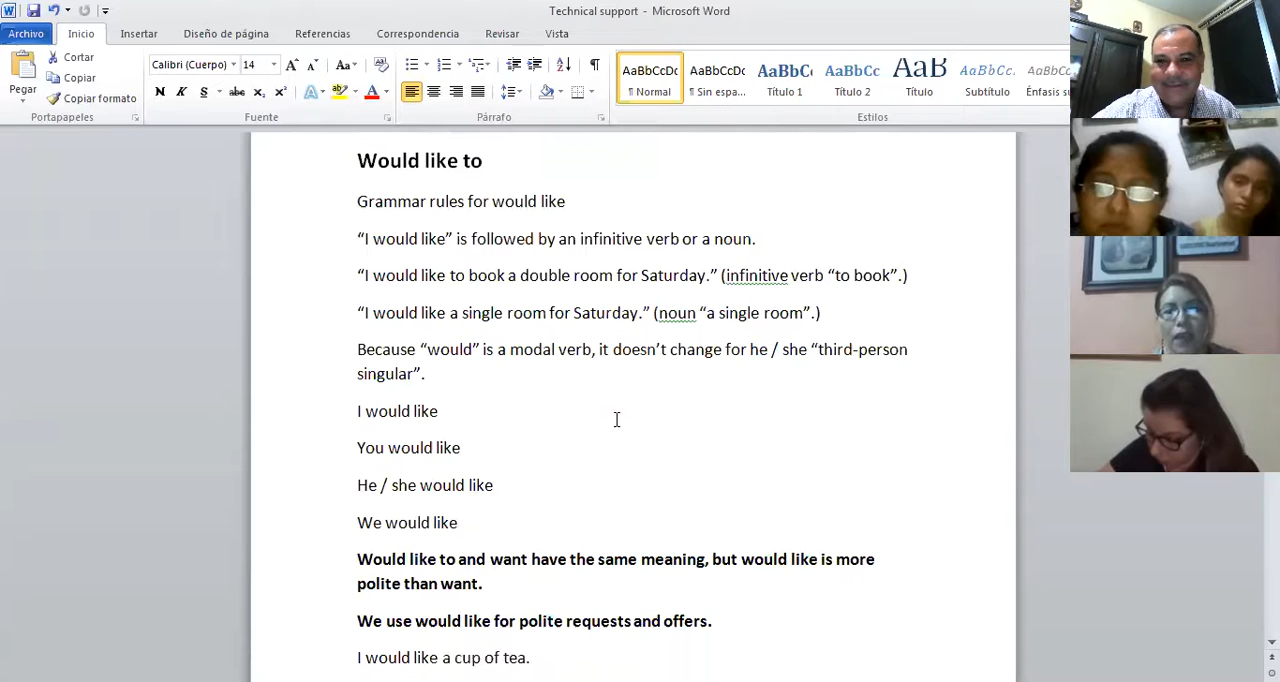 Technical support - Microsoft Word
Archivo Inicio Insertar Diseño de página Referencias Correspondencia Revisar Vista
Pegar
Cortar
Copiar
Copiar formato
Portapapeles
Calibri (Cuerpo) 14
N K S abc x₂ x² A ab A
Fuente
Párrafo
AaBbCcDc AaBbCcDc AaBbC AaBbCc AaB AaBbCc. AaBbCc
¶ Normal ¶ Sin espa... Título 1 Título 2 Título Subtítulo Énfasis su
Estilos
Would like to
Grammar rules for would like
“I would like” is followed by an infinitive verb or a noun.
“I would like to book a double room for Saturday.” (infinitive verb “to book”.)
“I would like a single room for Saturday.” (noun “a single room”.)
Because “would” is a modal verb, it doesn’t change for he / she “third-person
singular”.
I would like
You would like
He / she would like
We would like
Would like to and want have the same meaning, but would like is more
polite than want.
We use would like for polite requests and offers.
I would like a cup of tea.